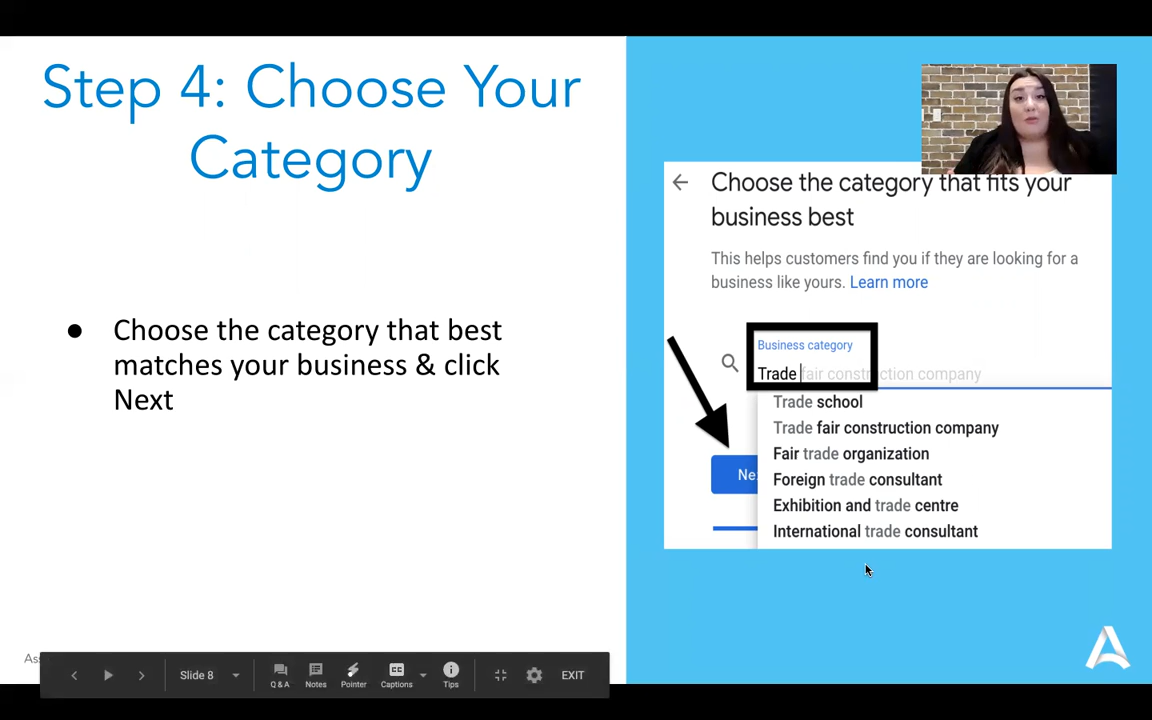 Step 4: Choose Your
Category
● Choose the category that best
matches your business & click
Next
Choose the category that fits your
business best
This helps customers find you if they are looking for a
business like yours. Learn more
Business category
Trade fair construction company
Trade school
Trade fair construction company
Fair trade organization
Foreign trade consultant
Exhibition and trade centre
International trade consultant
Ne
Ass
Slide 8
Q & A
Notes
Pointer
CC
Captions
Tips
EXIT